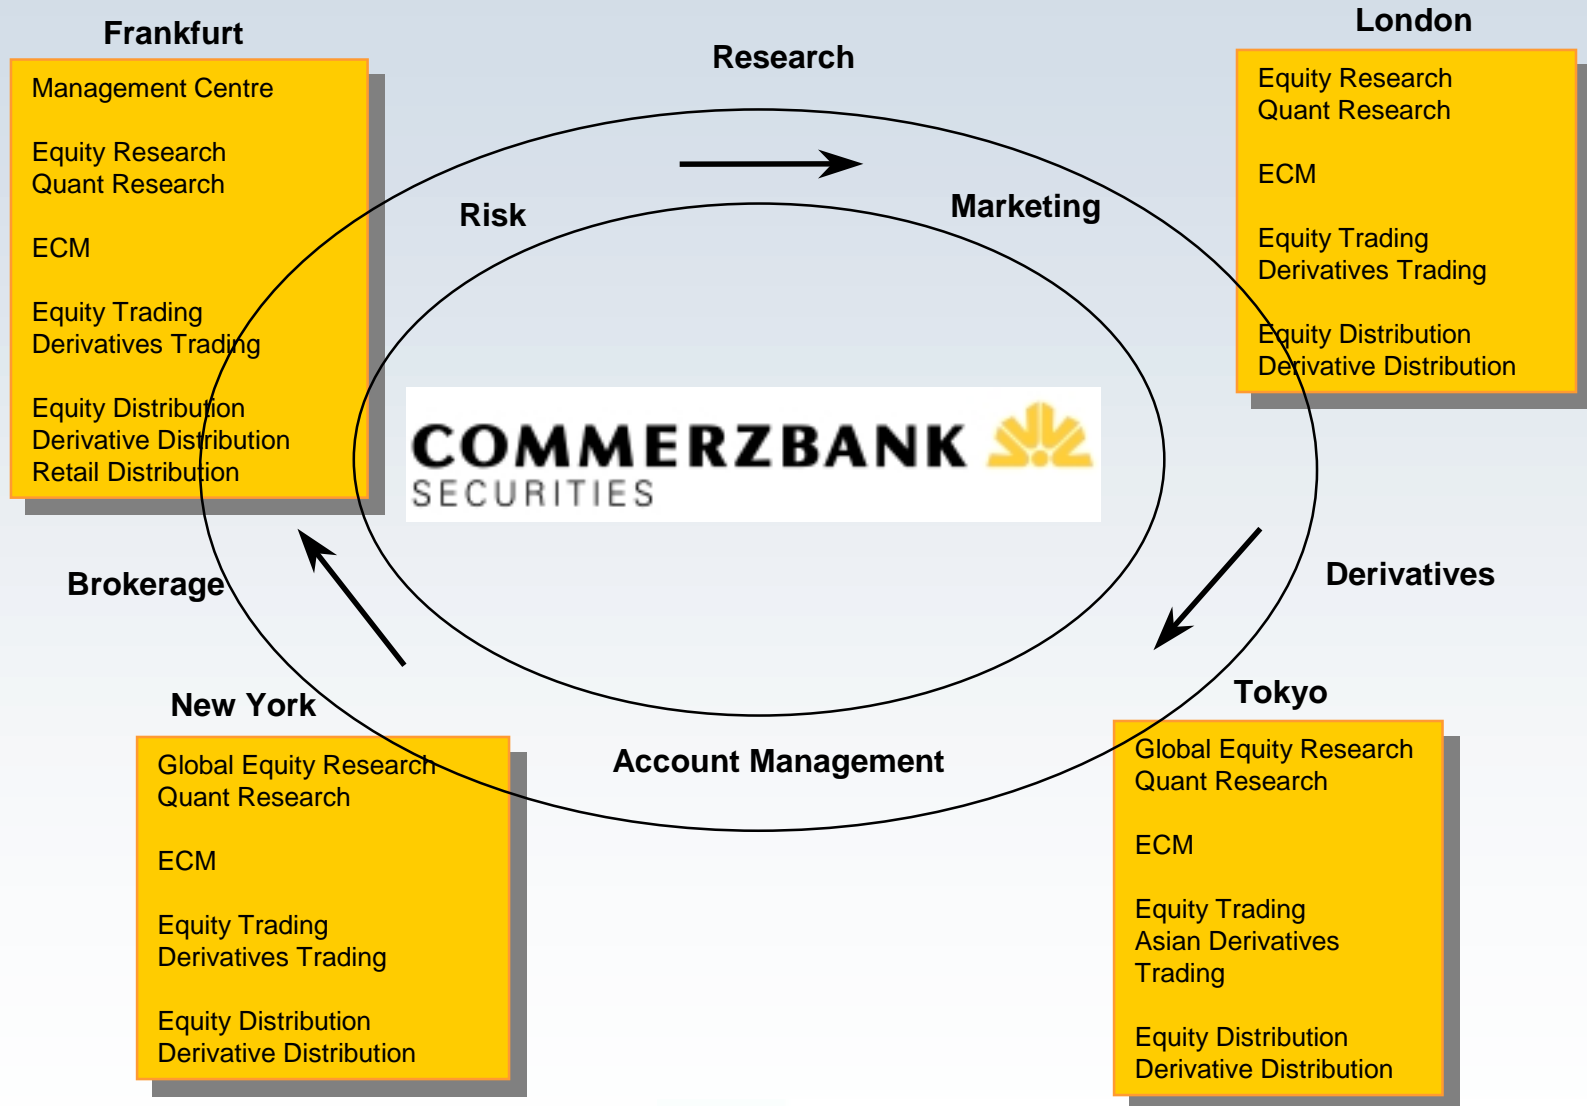 Frankfurt
Management Centre
Equity Research
Quant Research
ECM
Equity Trading
Derivatives Trading
Equity Distribution
Derivative Distribution
Retail Distribution
Research
London
Equity Research
Quant Research
ECM
Equity Trading
Derivatives Trading
Equity Distribution
Derivative Distribution
Risk
Marketing
COMMERZBANK
SECURITIES
Brokerage
Derivatives
New York
Global Equity Research
Quant Research
ECM
Equity Trading
Derivatives Trading
Equity Distribution
Derivative Distribution
Account Management
Tokyo
Global Equity Research
Quant Research
ECM
Equity Trading
Asian Derivatives
Trading
Equity Distribution
Derivative Distribution